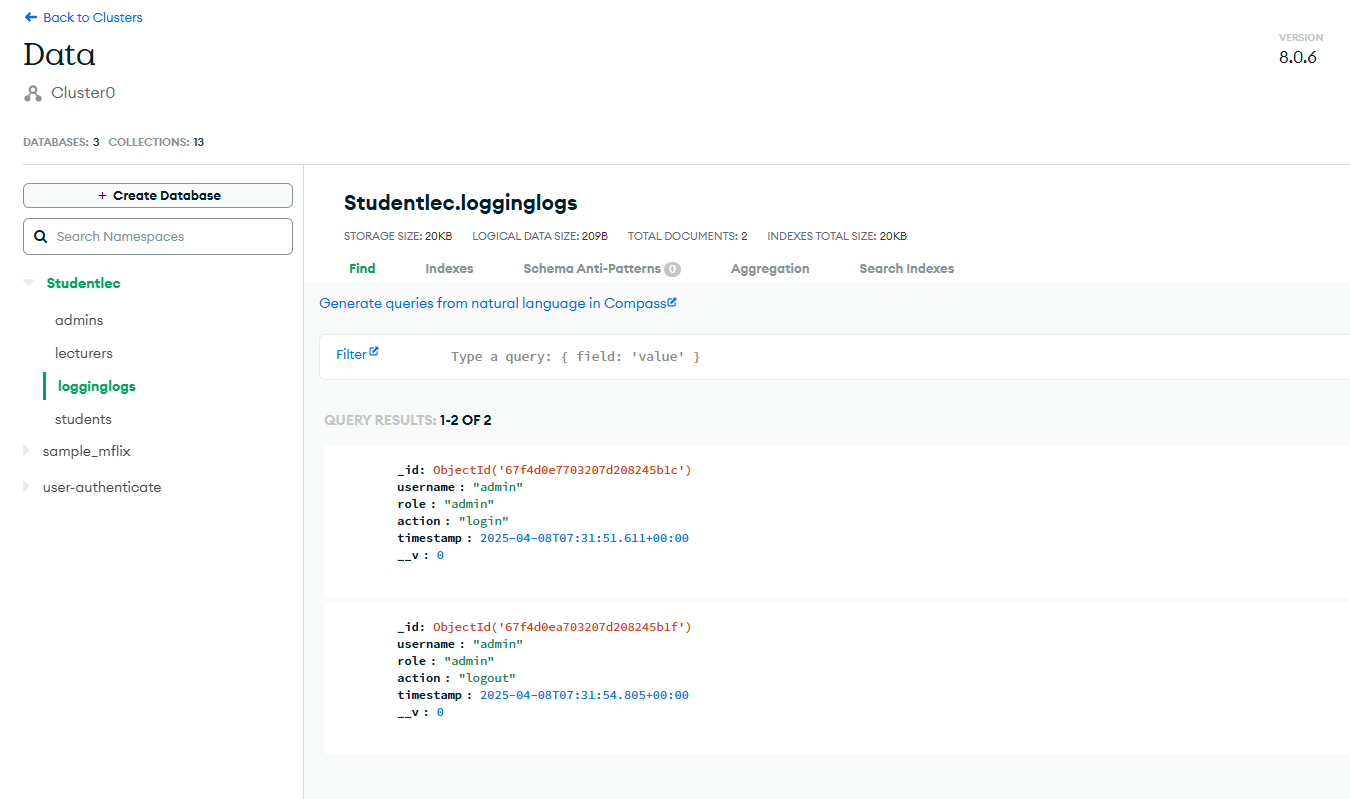 Back to Clusters
Data
VERSION
8.0.6
Cluster0
DATABASES: 3 COLLECTIONS: 13
+ Create Database
Search Namespaces
Studentlec
admins
lecturers
logginglogs
students
sample_mflix
user-authenticate
Studentlec.logginglogs
STORAGE SIZE: 20KB LOGICAL DATA SIZE: 209B TOTAL DOCUMENTS: 2 INDEXES TOTAL SIZE: 20KB
Find Indexes Schema Anti-Patterns 0 Aggregation Search Indexes
Generate queries from natural language in Compass
Filter Type a query: { field: 'value' }
QUERY RESULTS: 1-2 OF 2
_id: ObjectId('67f4d0e7703207d208245b1c')
username : "admin"
role : "admin"
action : "login"
timestamp : 2025-04-08T07:31:51.611+00:00
__v : 0
_id: ObjectId('67f4d0ea703207d208245b1f')
username : "admin"
role : "admin"
action : "logout"
timestamp : 2025-04-08T07:31:54.805+00:00
__v : 0